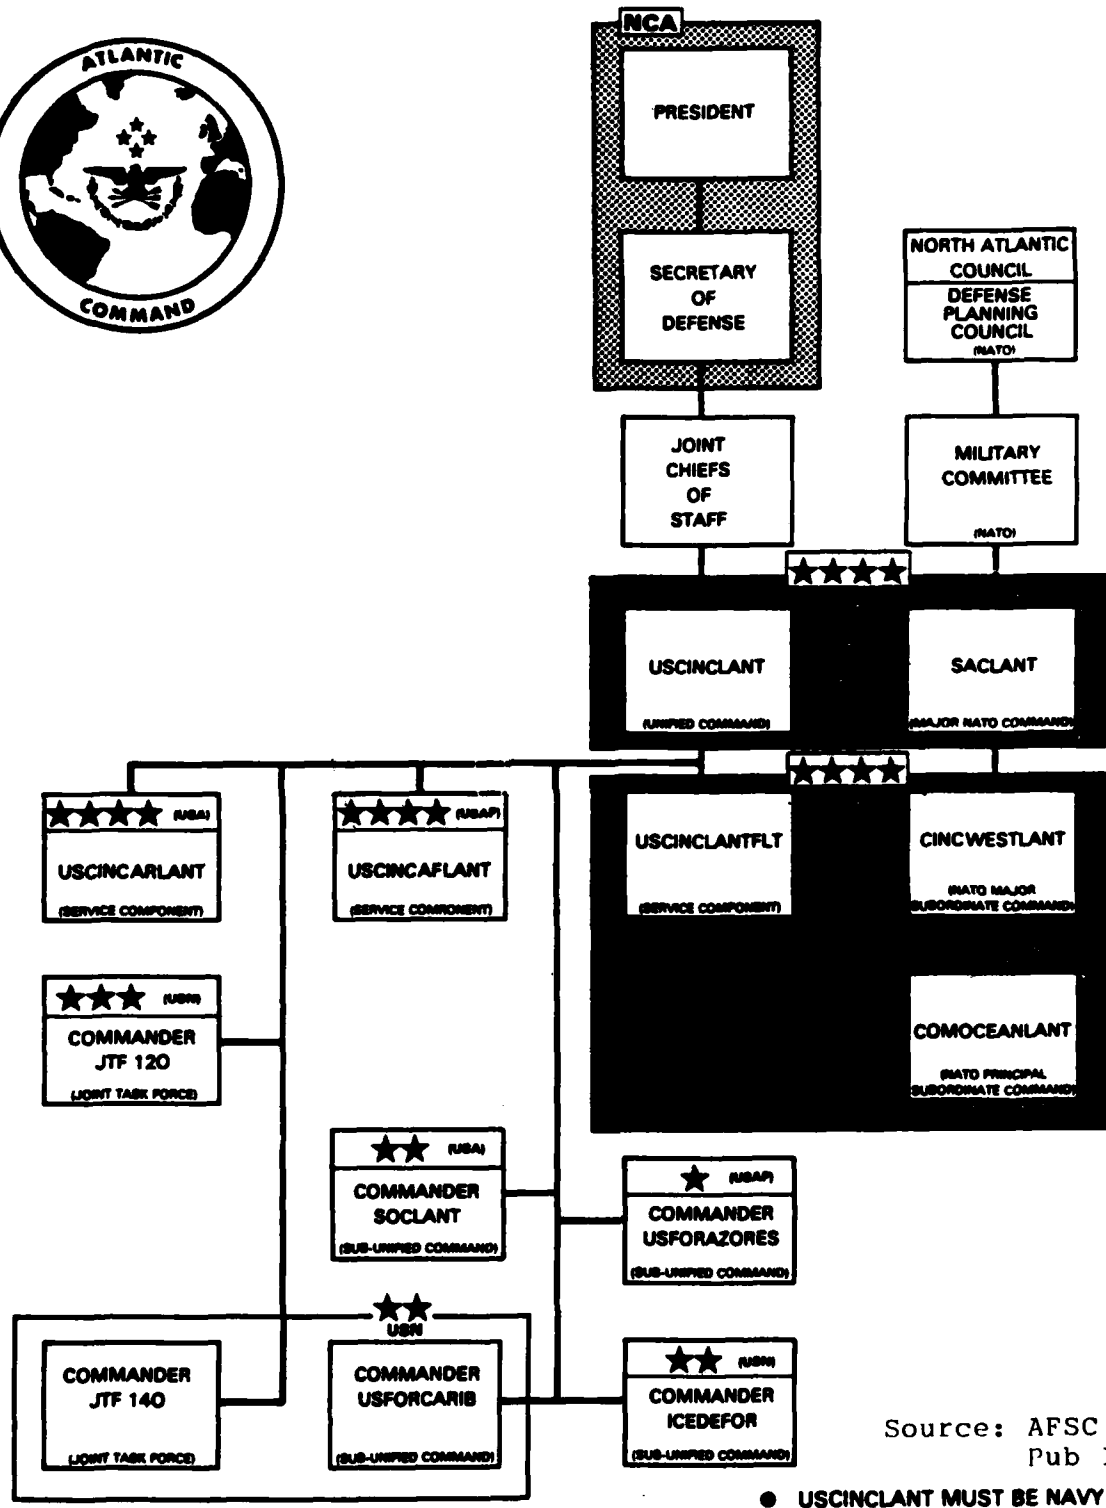 ATLANTIC
COMMAND
NCA
PRESIDENT
SECRETARY
OF
DEFENSE
NORTH ATLANTIC
COUNCIL
DEFENSE
PLANNING
COUNCIL
(NATO)
JOINT
CHIEFS
OF
STAFF
MILITARY
COMMITTEE
(NATO)
USCINCLANT
(UNIFIED COMMAND)
SACLANT
(MAJOR NATO COMMAND)
(USA)
USCINCARLANT
(SERVICE COMPONENT)
(USAF)
USCINCAFLANT
(SERVICE COMPONENT)
USCINCLANTFLT
(SERVICE COMPONENT)
CINCWESTLANT
(NATO MAJOR
SUBORDINATE COMMAND)
(USN)
COMMANDER
JTF 120
(JOINT TASK FORCE)
COMOCEANLANT
(NATO PRINCIPAL
SUBORDINATE COMMAND)
(USA)
COMMANDER
SOCLANT
(SUB-UNIFIED COMMAND)
(USAF)
COMMANDER
USFORAZORES
(SUB-UNIFIED COMMAND)
USN
COMMANDER
JTF 140
(JOINT TASK FORCE)
COMMANDER
USFORCARIB
(SUB-UNIFIED COMMAND)
(USN)
COMMANDER
ICEDEFOR
(SUB-UNIFIED COMMAND)
Source: AFSC
Pub
● USCINCLANT MUST BE NAVY